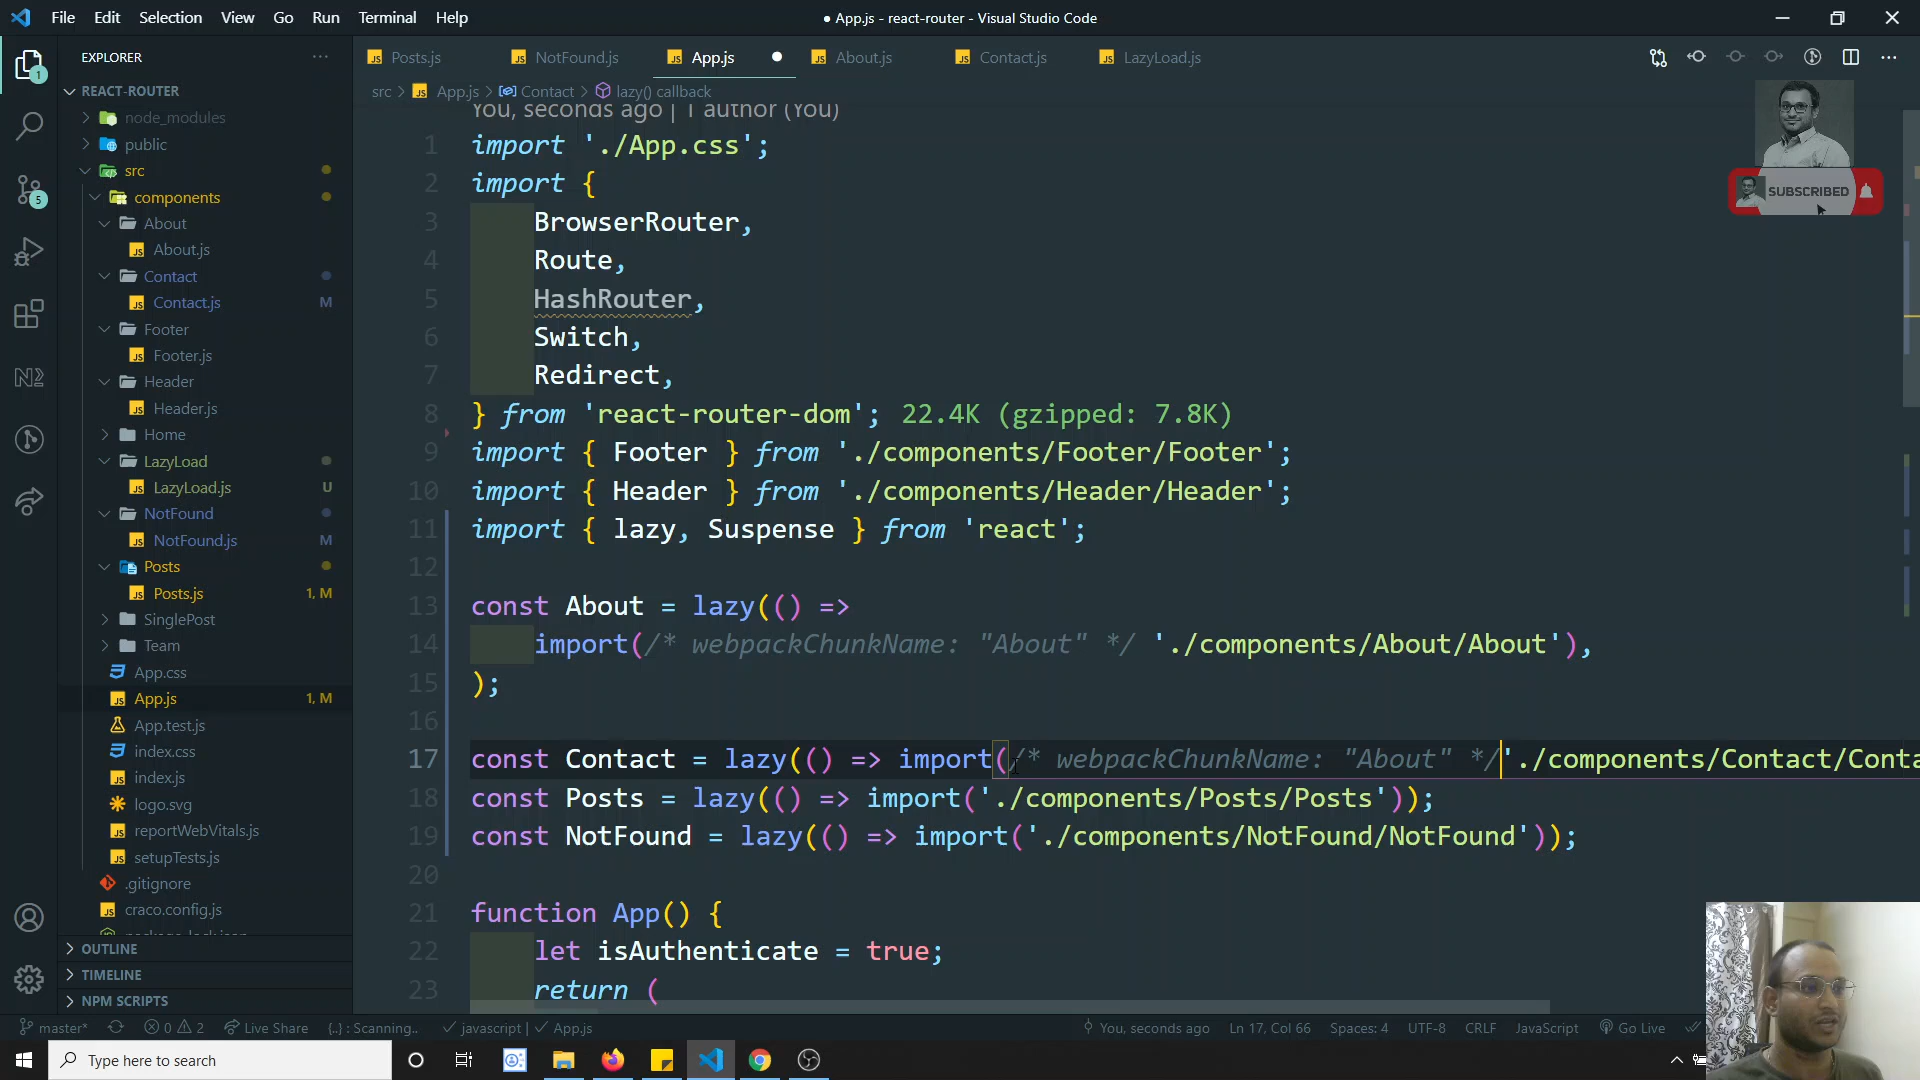 File Edit Selection View Go Run Terminal Help
● App.js - react-router - Visual Studio Code
EXPLORER
Posts.js NotFound.js App.js About.js Contact.js LazyLoad.js
src > App.js > Contact > lazy() callback
REACT-ROUTER
node_modules
public
src
components
About
About.js
Contact
Contact.js M
Footer
Footer.js
Header
Header.js
Home
LazyLoad
LazyLoad.js U
NotFound
NotFound.js M
Posts
Posts.js 1, M
SinglePost
Team
App.css
App.js 1, M
App.test.js
index.css
index.js
logo.svg
reportWebVitals.js
setupTests.js
.gitignore
craco.config.js
package-lock.json
OUTLINE
TIMELINE
NPM SCRIPTS
1
5
You, seconds ago | 1 author (You)
1 import './App.css';
2 import {
3 BrowserRouter,
4 Route,
5 HashRouter,
6 Switch,
7 Redirect,
8 } from 'react-router-dom'; 22.4K (gzipped: 7.8K)
9 import { Footer } from './components/Footer/Footer';
10 import { Header } from './components/Header/Header';
11 import { lazy, Suspense } from 'react';
12
13 const About = lazy(() =>
14 import(/* webpackChunkName: "About" */ './components/About/About'),
15 );
16
17 const Contact = lazy(() => import(/* webpackChunkName: "About" */'./components/Contact/Conta
18 const Posts = lazy(() => import('./components/Posts/Posts'));
19 const NotFound = lazy(() => import('./components/NotFound/NotFound'));
20
21 function App() {
22 let isAuthenticate = true;
23 return (
SUBSCRIBED
master* 0 2 Live Share {..} : Scanning.. javascript | App.js You, seconds ago Ln 17, Col 66 Spaces: 4 UTF-8 CRLF JavaScript Go Live
Type here to search